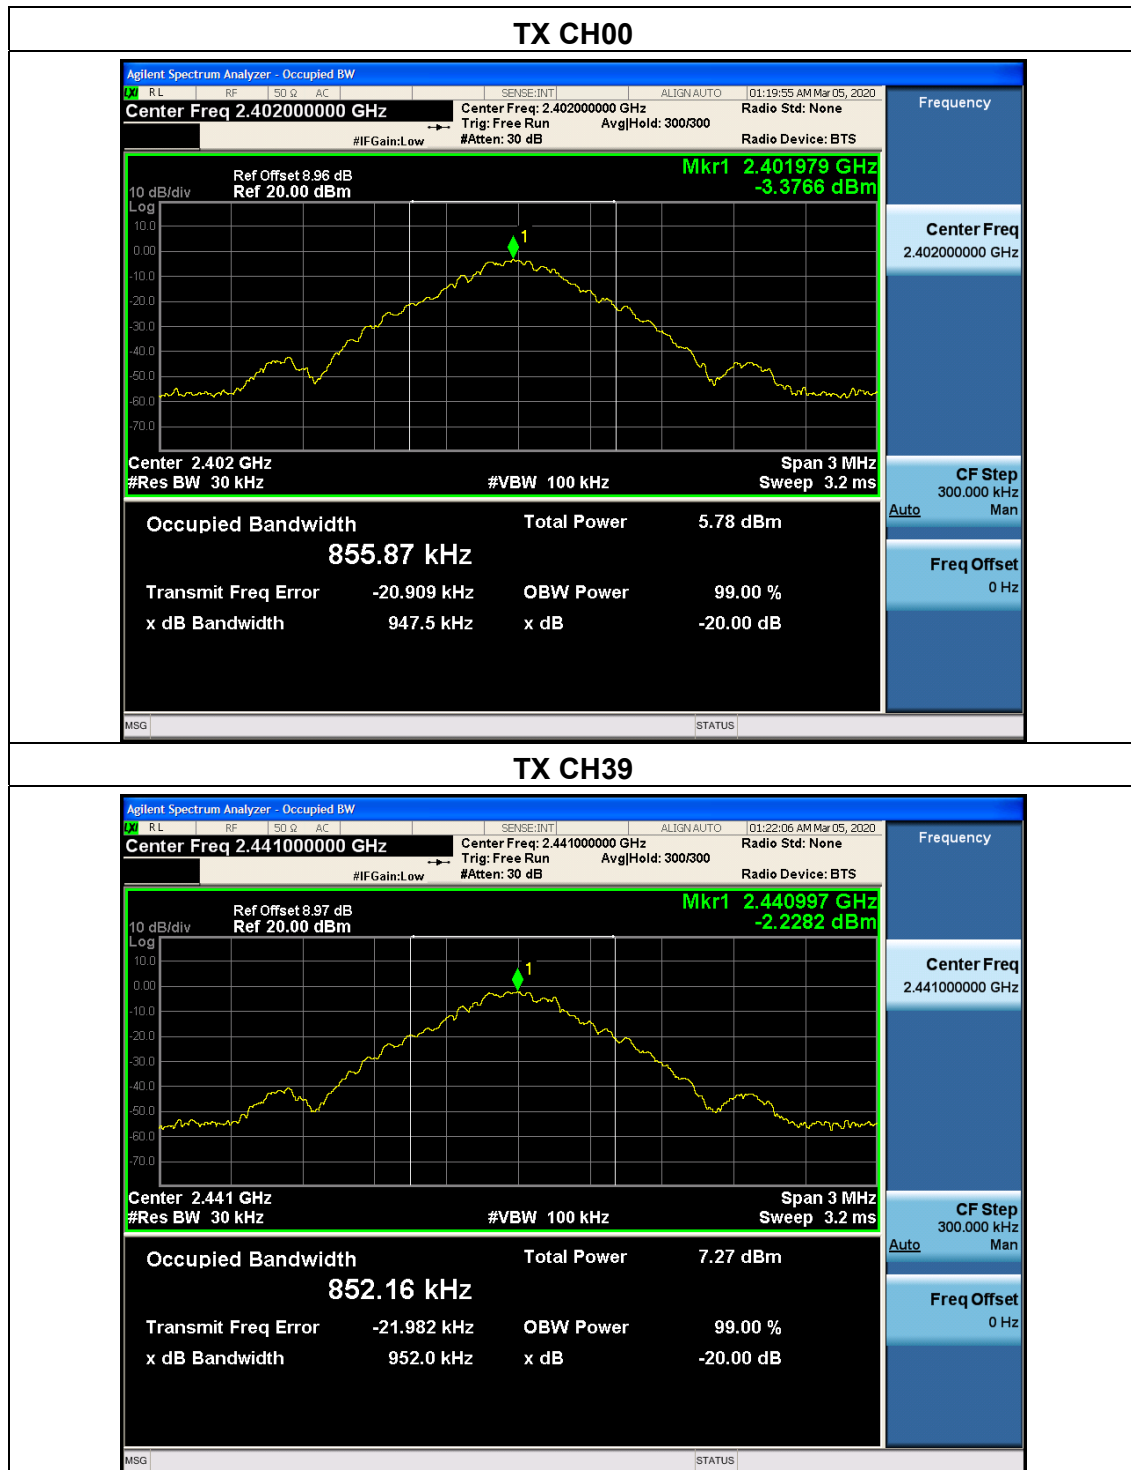 TX CH00
Agilent Spectrum Analyzer - Occupied BW
LXI RL RF 50 Ω AC SENSE:INT ALIGN AUTO 01:19:55 AM Mar 05, 2020
Center Freq 2.402000000 GHz
Center Freq: 2.402000000 GHz Radio Std: None
Trig: Free Run Avg|Hold: 300/300
#IFGain:Low #Atten: 30 dB Radio Device: BTS
Frequency
Mkr1 2.401979 GHz
-3.3766 dBm
Ref Offset 8.96 dB
10 dB/div Ref 20.00 dBm
Log
10.0
0.00
-10.0
-20.0
-30.0
-40.0
-50.0
-60.0
-70.0
1
Center 2.402 GHz Span 3 MHz
#Res BW 30 kHz #VBW 100 kHz Sweep 3.2 ms
Center Freq
2.402000000 GHz
CF Step
300.000 kHz
Auto Man
Freq Offset
0 Hz
Occupied Bandwidth Total Power 5.78 dBm
855.87 kHz
Transmit Freq Error -20.909 kHz OBW Power 99.00 %
x dB Bandwidth 947.5 kHz x dB -20.00 dB
MSG STATUS
TX CH39
Agilent Spectrum Analyzer - Occupied BW
LXI RL RF 50 Ω AC SENSE:INT ALIGN AUTO 01:22:06 AM Mar 05, 2020
Center Freq 2.441000000 GHz
Center Freq: 2.441000000 GHz Radio Std: None
Trig: Free Run Avg|Hold: 300/300
#IFGain:Low #Atten: 30 dB Radio Device: BTS
Frequency
Mkr1 2.440997 GHz
-2.2282 dBm
Ref Offset 8.97 dB
10 dB/div Ref 20.00 dBm
Log
10.0
0.00
-10.0
-20.0
-30.0
-40.0
-50.0
-60.0
-70.0
1
Center 2.441 GHz Span 3 MHz
#Res BW 30 kHz #VBW 100 kHz Sweep 3.2 ms
Center Freq
2.441000000 GHz
CF Step
300.000 kHz
Auto Man
Freq Offset
0 Hz
Occupied Bandwidth Total Power 7.27 dBm
852.16 kHz
Transmit Freq Error -21.982 kHz OBW Power 99.00 %
x dB Bandwidth 952.0 kHz x dB -20.00 dB
MSG STATUS